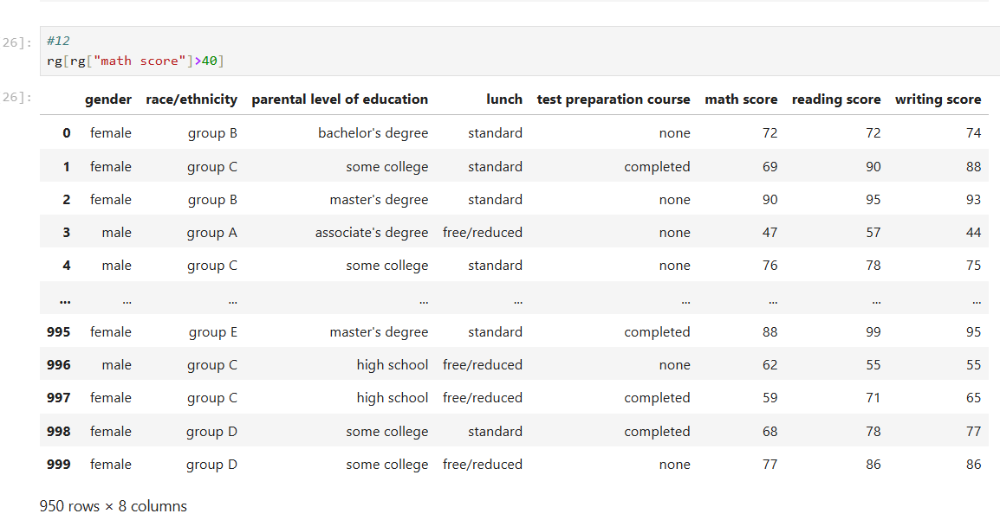 26]:
#12
rg[rg["math score"]>40]
26]:
gender race/ethnicity parental level of education lunch test preparation course math score reading score writing score
0 female group B bachelor's degree standard none 72 72 74
1 female group C some college standard completed 69 90 88
2 female group B master's degree standard none 90 95 93
3 male group A associate's degree free/reduced none 47 57 44
4 male group C some college standard none 76 78 75
... ... ... ... ... ... ... ... ...
995 female group E master's degree standard completed 88 99 95
996 male group C high school free/reduced none 62 55 55
997 female group C high school free/reduced completed 59 71 65
998 female group D some college standard completed 68 78 77
999 female group D some college free/reduced none 77 86 86
950 rows × 8 columns